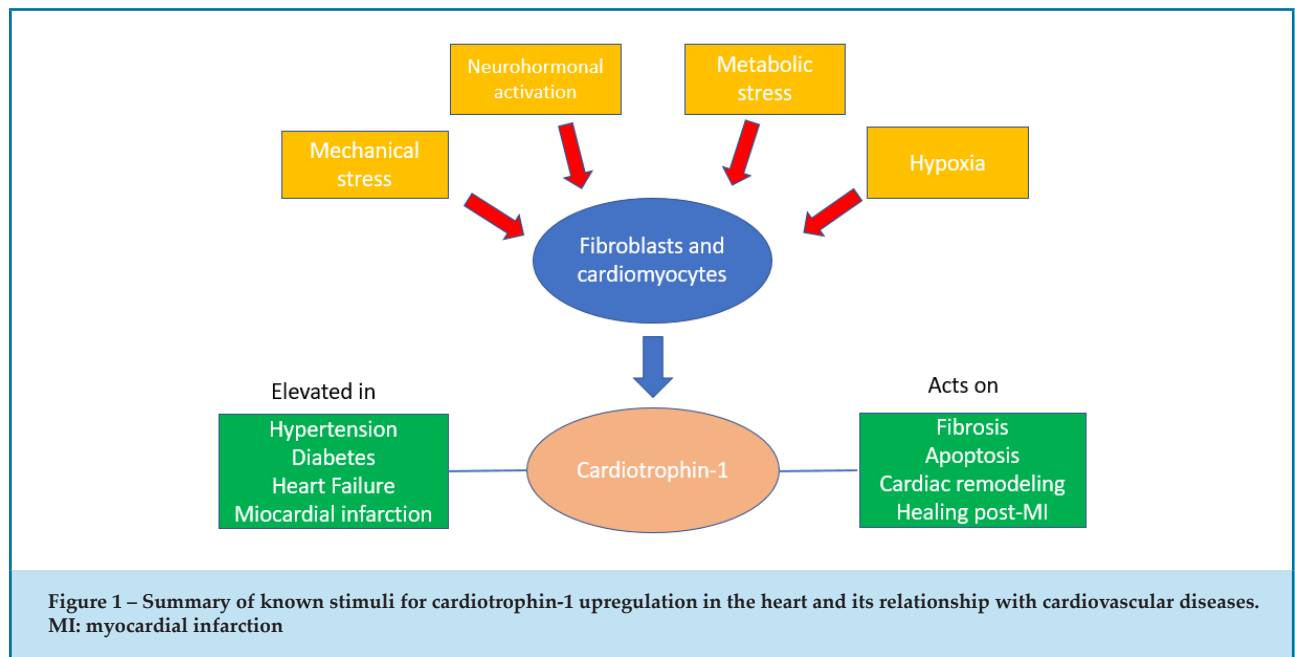 Neurohormonal
activation
Metabolic
stress
Mechanical
stress
Hypoxia
Fibroblasts and
cardiomyocytes
Elevated in
Hypertension
Diabetes
Heart Failure
Miocardial infarction
Cardiotrophin-1
Acts on
Fibrosis
Apoptosis
Cardiac remodeling
Healing post-MI
Figure 1 – Summary of known stimuli for cardiotrophin-1 upregulation in the heart and its relationship with cardiovascular diseases.
MI: myocardial infarction